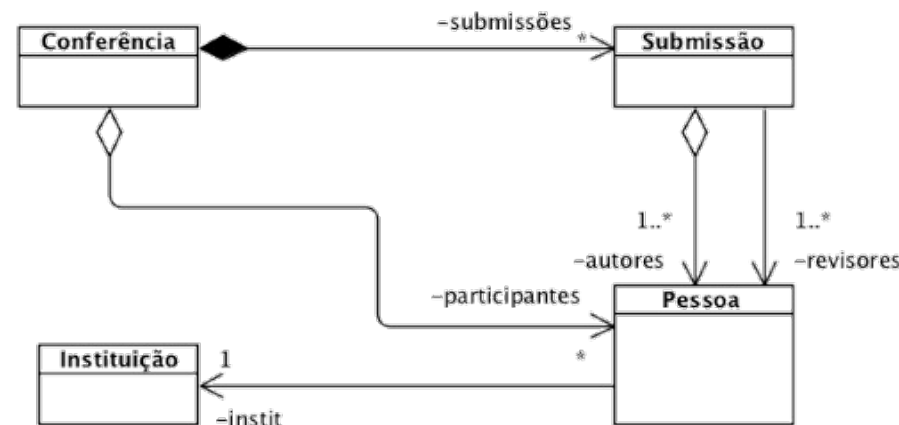 -submissões
Conferência
*
Submissão
1..*
1..*
-autores
-revisores
-participantes
Pessoa
*
Instituição
1
-instit